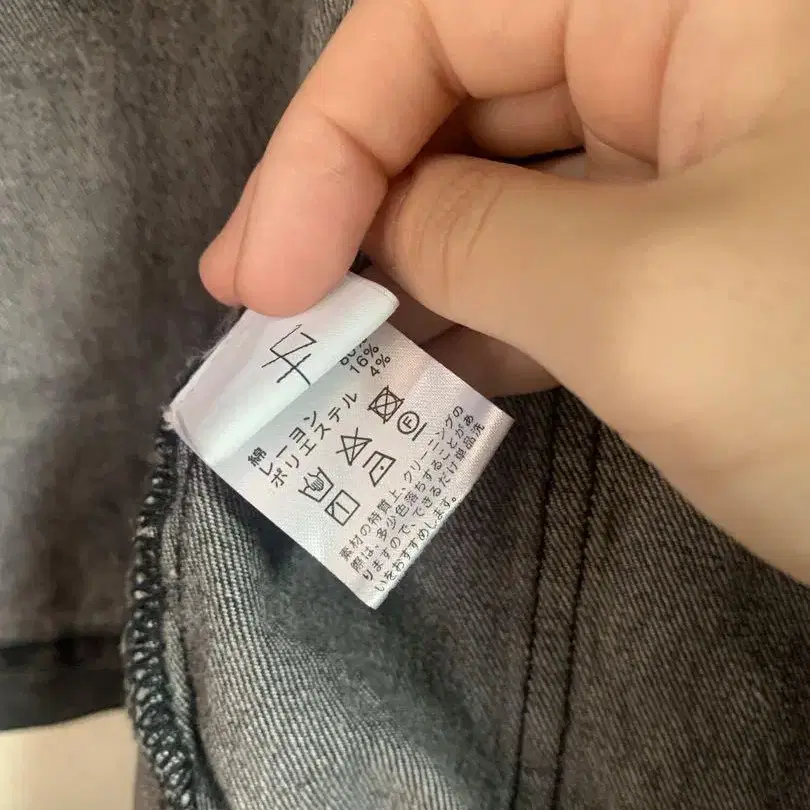 綿
レーヨン 16%
ポリエステル 4%
素材の特質上、クリーニングの
際は、多少色落ちすることがあ
りますので、できるだけ単品洗
いをおすすめします。